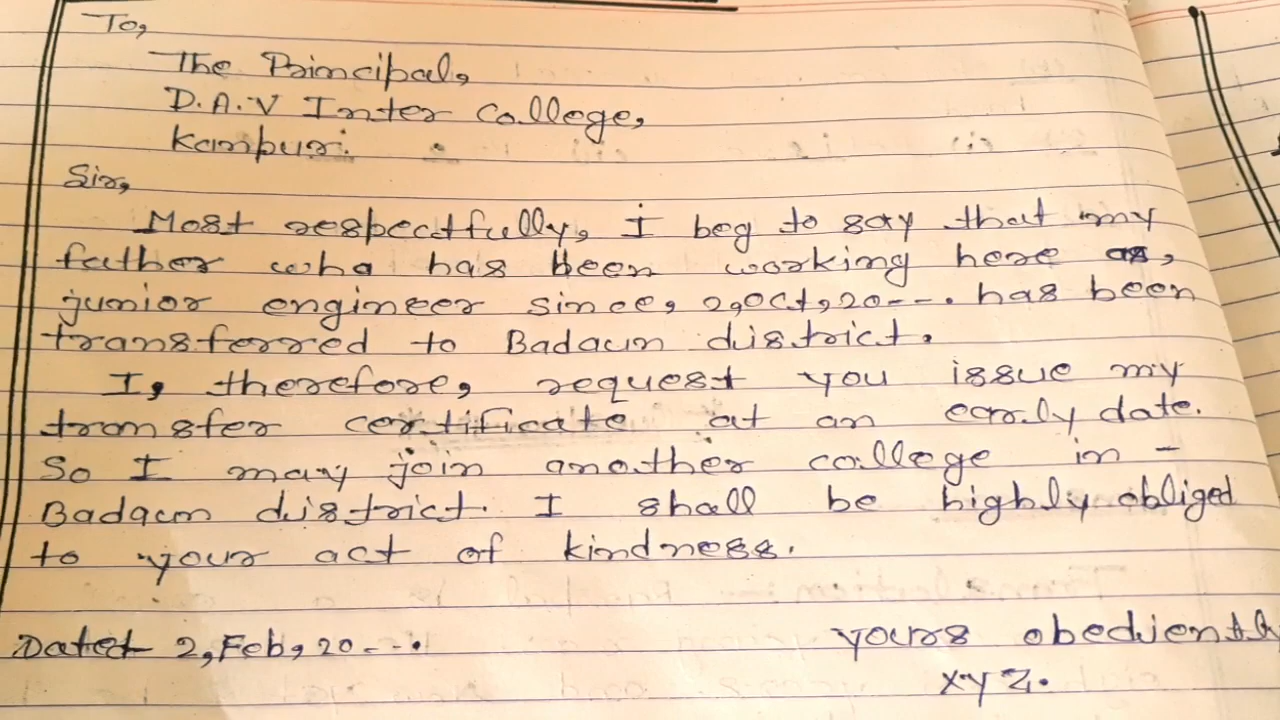 To,
The Principal,
D.A.V Inter College,
Kanpur.
Sir,
Most respectfully, I beg to say that my
father who has been working here as,
junior engineer since, 2,Oct,20---. has been
transferred to Badaun district.
I, therefore, request you issue my
transfer certificate at an early date.
So I may join another college in -
Badaun district. I shall be highly obliged
to your act of kindness.
Dated 2,Feb,20---. yours obediently
xyz.